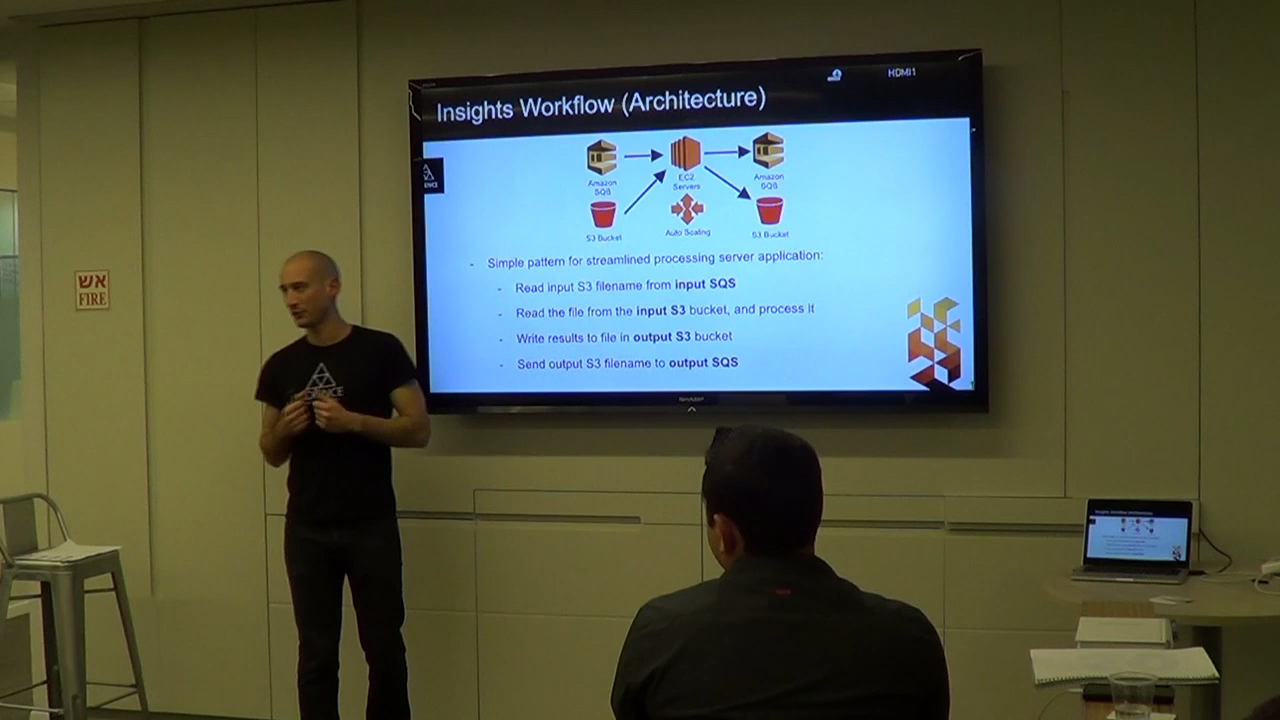 HDMI1
Insights Workflow (Architecture)
Amazon
SQS
EC2
Servers
Amazon
SQS
S3 Bucket
Auto Scaling
S3 Bucket
- Simple pattern for streamlined processing server application:
- Read input S3 filename from input SQS
- Read the file from the input S3 bucket, and process it
- Write results to file in output S3 bucket
- Send output S3 filename to output SQS
אש
FIRE
Insights Workflow (Architecture)